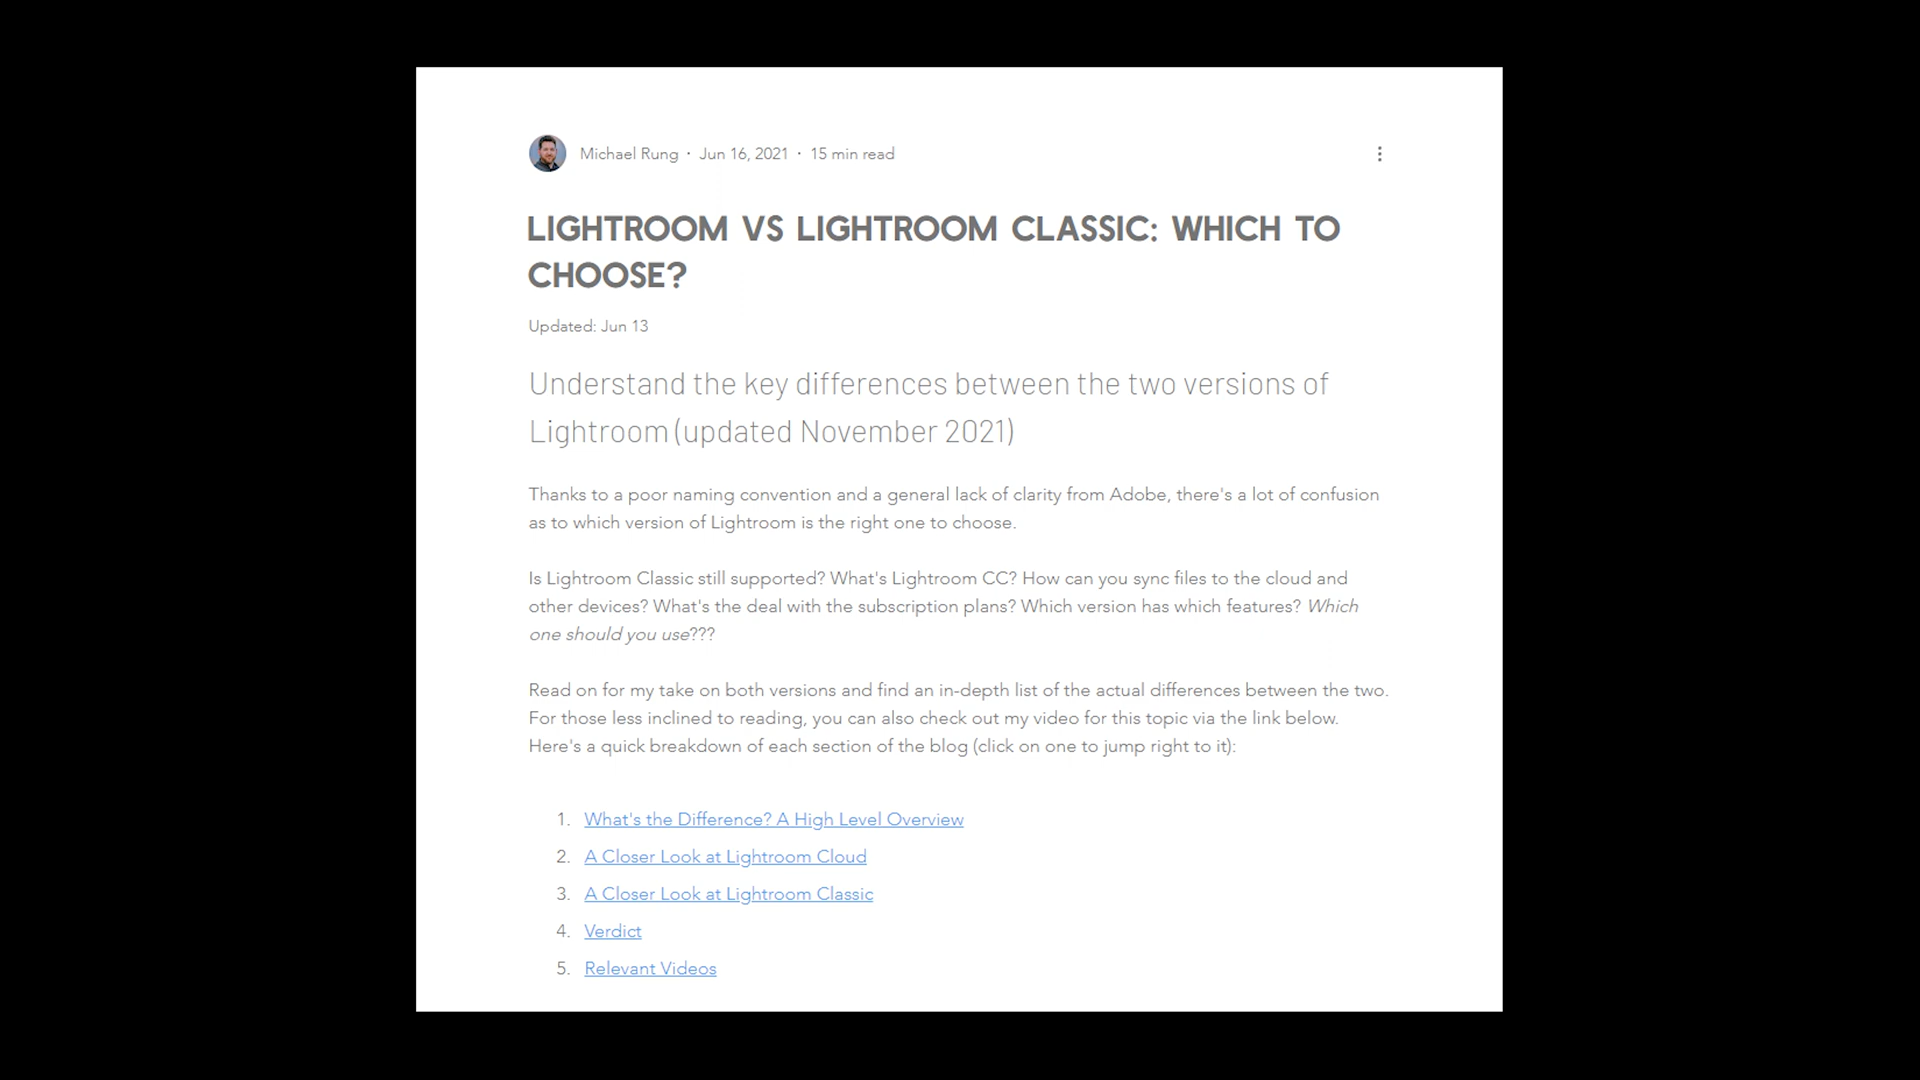 Michael Rung · Jun 16, 2021 · 15 min read
LIGHTROOM VS LIGHTROOM CLASSIC: WHICH TO
CHOOSE?
Updated: Jun 13
Understand the key differences between the two versions of
Lightroom (updated November 2021)
Thanks to a poor naming convention and a general lack of clarity from Adobe, there's a lot of confusion
as to which version of Lightroom is the right one to choose.
Is Lightroom Classic still supported? What's Lightroom CC? How can you sync files to the cloud and
other devices? What's the deal with the subscription plans? Which version has which features? Which
one should you use???
Read on for my take on both versions and find an in-depth list of the actual differences between the two.
For those less inclined to reading, you can also check out my video for this topic via the link below.
Here's a quick breakdown of each section of the blog (click on one to jump right to it):
1. What's the Difference? A High Level Overview
2. A Closer Look at Lightroom Cloud
3. A Closer Look at Lightroom Classic
4. Verdict
5. Relevant Videos